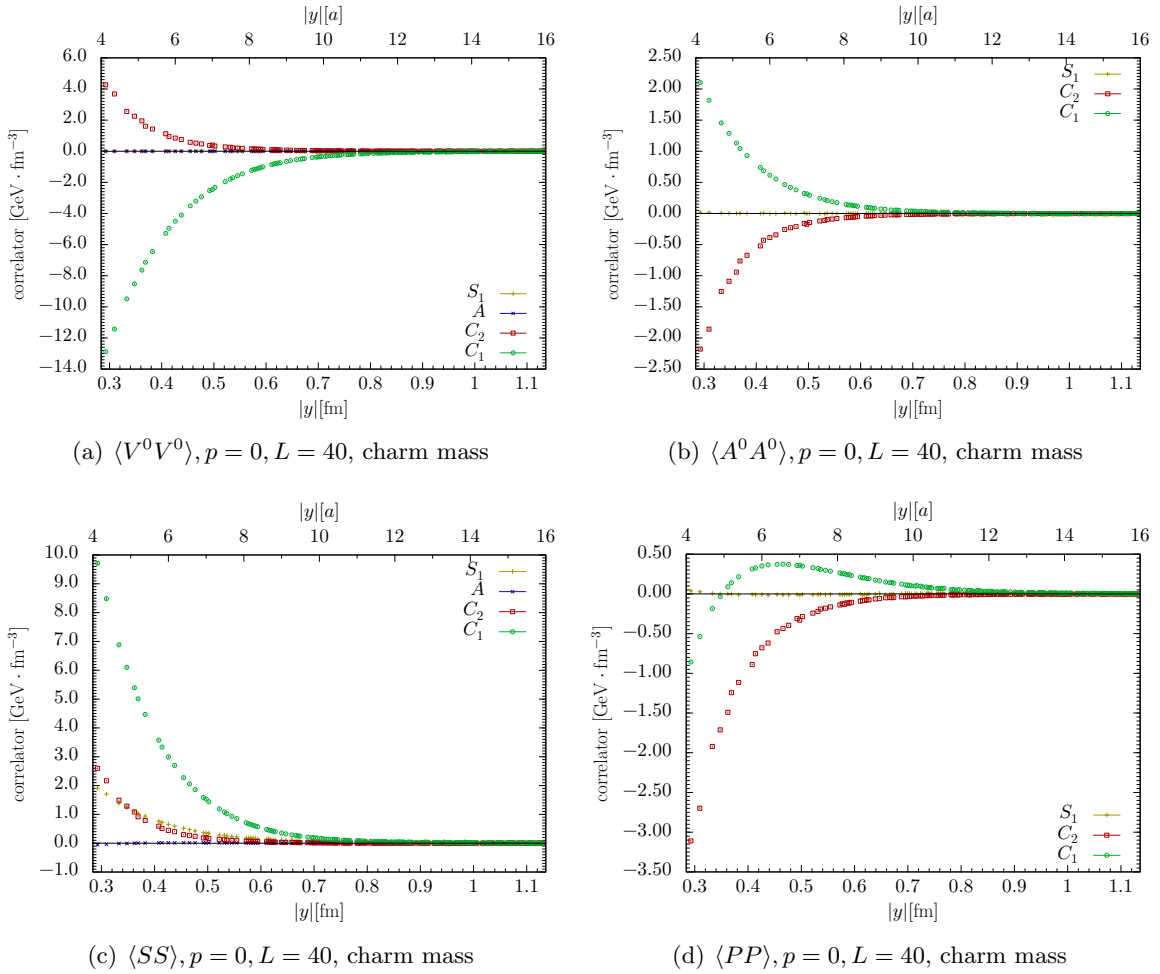 |y|[a]
4 6 8 10 12 14 16
6.0
4.0
2.0
0.0
−2.0
−4.0
−6.0
−8.0
−10.0
−12.0
−14.0
correlator [GeV · fm⁻³]
S₁
A
C₂
C₁
0.3 0.4 0.5 0.6 0.7 0.8 0.9 1 1.1
|y|[fm]
(a) ⟨V⁰V⁰⟩, p = 0, L = 40, charm mass
|y|[a]
4 6 8 10 12 14 16
2.50
2.00
1.50
1.00
0.50
0.00
−0.50
−1.00
−1.50
−2.00
−2.50
correlator [GeV · fm⁻³]
S₁
C₂
C₁
0.3 0.4 0.5 0.6 0.7 0.8 0.9 1 1.1
|y|[fm]
(b) ⟨A⁰A⁰⟩, p = 0, L = 40, charm mass
|y|[a]
4 6 8 10 12 14 16
10.0
9.0
8.0
7.0
6.0
5.0
4.0
3.0
2.0
1.0
0.0
−1.0
correlator [GeV · fm⁻³]
S₁
A
C₂
C₁
0.3 0.4 0.5 0.6 0.7 0.8 0.9 1 1.1
|y|[fm]
(c) ⟨SS⟩, p = 0, L = 40, charm mass
|y|[a]
4 6 8 10 12 14 16
0.50
0.00
−0.50
−1.00
−1.50
−2.00
−2.50
−3.00
−3.50
correlator [GeV · fm⁻³]
S₁
C₂
C₁
0.3 0.4 0.5 0.6 0.7 0.8 0.9 1 1.1
|y|[fm]
(d) ⟨PP⟩, p = 0, L = 40, charm mass